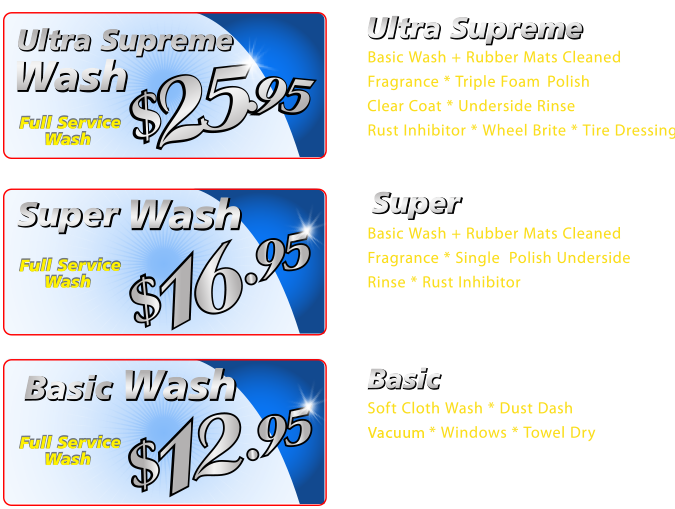 Ultra Supreme
Wash
$25.95
Full Service
Wash
Ultra Supreme
Basic Wash + Rubber Mats Cleaned
Fragrance * Triple Foam Polish
Clear Coat * Underside Rinse
Rust Inhibitor * Wheel Brite * Tire Dressing
Super Wash
$16.95
Full Service
Wash
Super
Basic Wash + Rubber Mats Cleaned
Fragrance * Single Polish Underside
Rinse * Rust Inhibitor
Basic Wash
$12.95
Full Service
Wash
Basic
Soft Cloth Wash * Dust Dash
Vacuum * Windows * Towel Dry